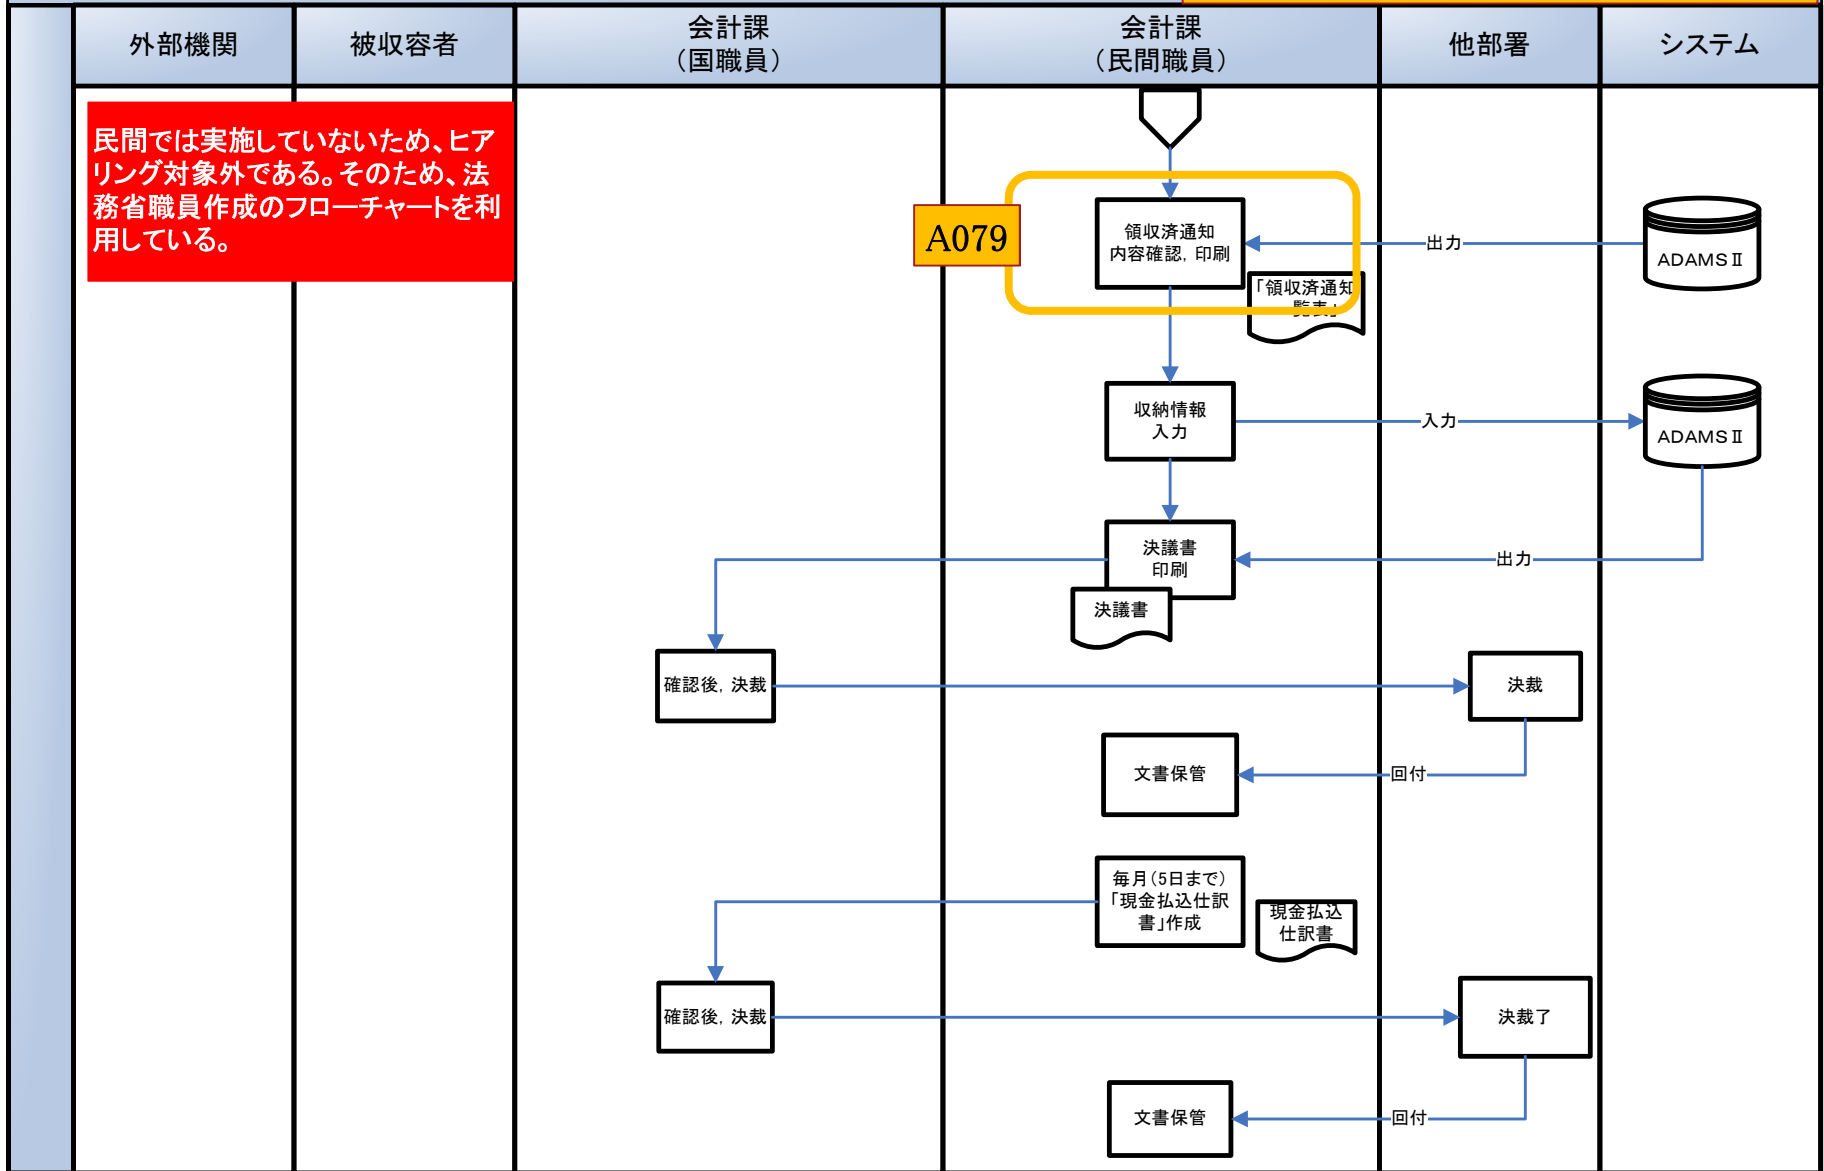 外部機関
被収容者
会計課
（国職員）
会計課
（民間職員）
他部署
システム
民間では実施していないため、ヒア
リング対象外である。そのため、法
務省職員作成のフローチャートを利
用している。
A079
領収済通知
内容確認, 印刷
出力
ADAMSⅡ
「領収済通知
覧表」
収納情報
入力
入力
ADAMSⅡ
決議書
印刷
出力
決議書
確認後, 決裁
決裁
文書保管
回付
毎月（5日まで）
「現金払込仕訳
書」作成
現金払込
仕訳書
確認後, 決裁
決裁了
文書保管
回付